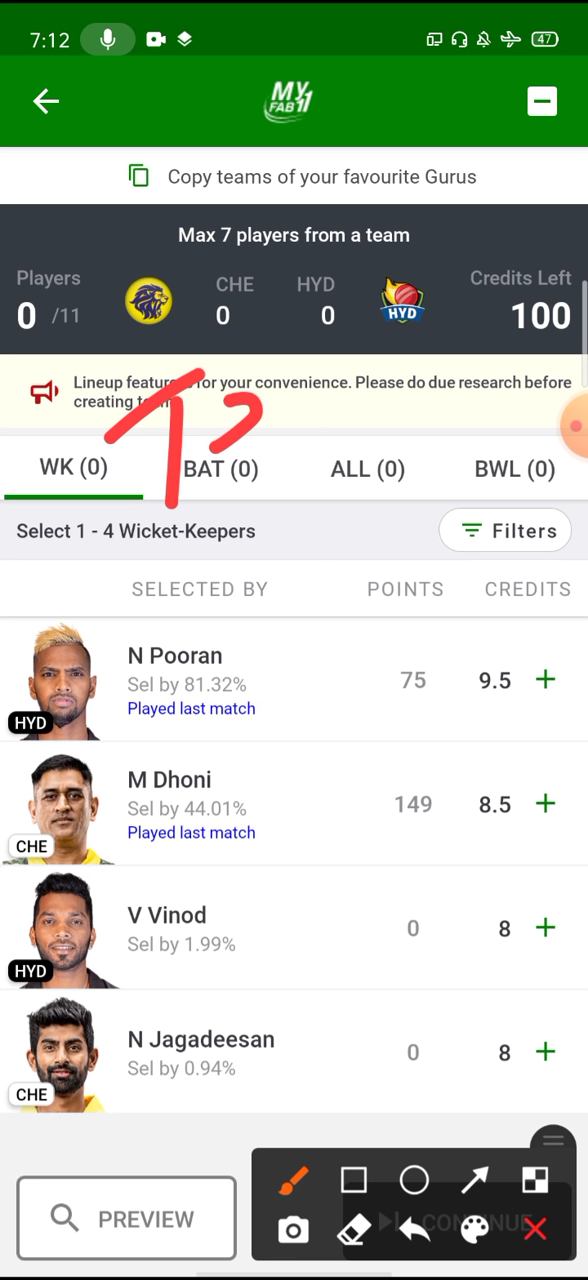 7:12
47
MY
FAB11
Copy teams of your favourite Gurus
Max 7 players from a team
Players CHE HYD Credits Left
0 /11 0 0 HYD 100
Lineup feature for your convenience. Please do due research before
creating
WK (0) BAT (0) ALL (0) BWL (0)
Select 1 - 4 Wicket-Keepers Filters
SELECTED BY POINTS CREDITS
N Pooran
Sel by 81.32% 75 9.5 +
Played last match
HYD
M Dhoni
Sel by 44.01% 149 8.5 +
Played last match
CHE
V Vinod
Sel by 1.99% 0 8 +
HYD
N Jagadeesan
Sel by 0.94% 0 8 +
CHE
PREVIEW CONTINUE